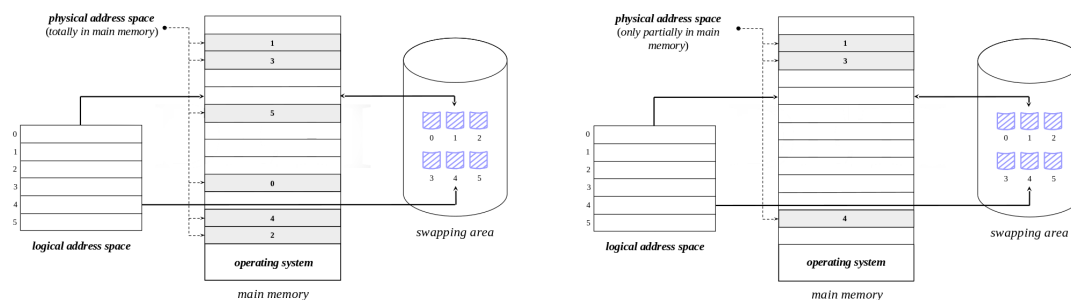 physical address space
(totally in main memory)
1
3
5
0
4
2
operating system
main memory
0
1
2
3
4
5
logical address space
0 1 2
3 4 5
swapping area
physical address space
(only partially in main
memory)
1
3
4
operating system
main memory
0
1
2
3
4
5
logical address space
0 1 2
3 4 5
swapping area